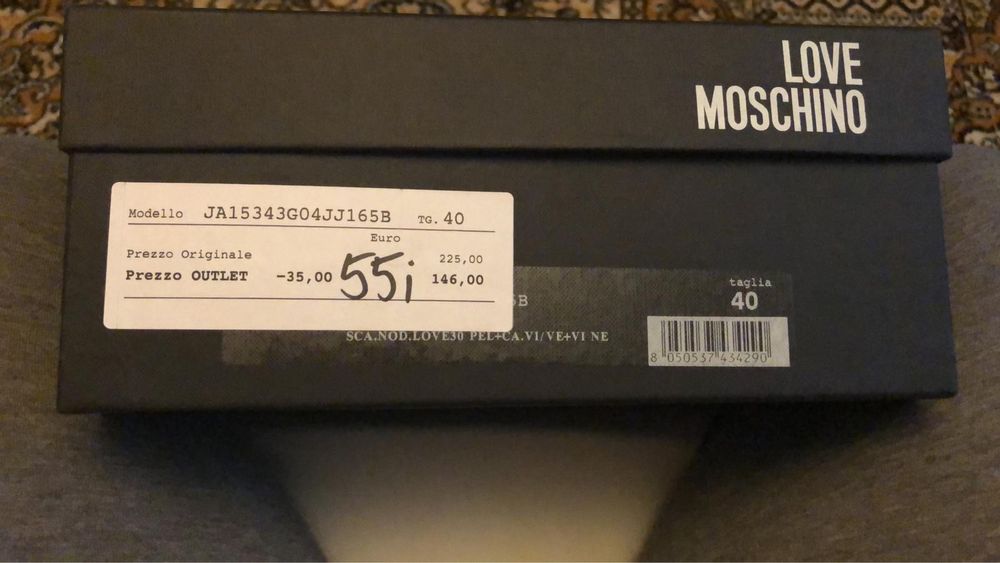 LOVE
MOSCHINO
Modello JA15343G04JJ165B TG. 40
Euro
Prezzo Originale 225,00
Prezzo OUTLET -35,00 146,00
55i
5B
taglia
40
SCA.NOD.LOVE30 PEL+CA.VI/VE+VI NE
8 050537 434290